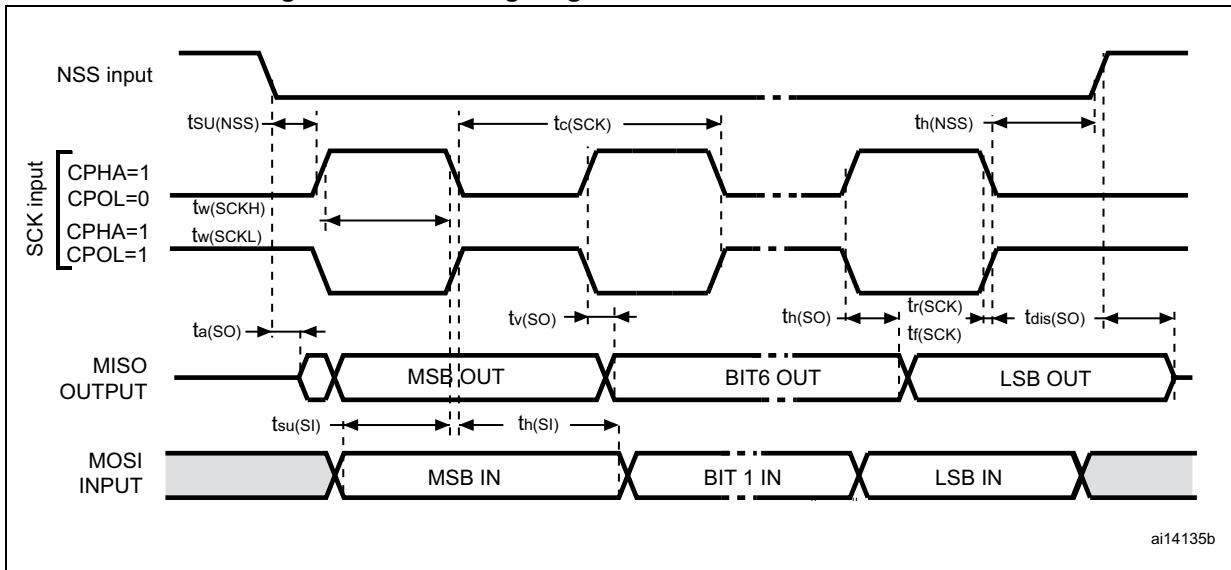 NSS input
tSU(NSS)
tc(SCK)
th(NSS)
SCK input
CPHA=1
CPOL=0
tw(SCKH)
CPHA=1
tw(SCKL)
CPOL=1
ta(SO)
tv(SO)
th(SO)
tr(SCK)
tf(SCK)
tdis(SO)
MISO
OUTPUT
MSB OUT
BIT6 OUT
LSB OUT
tsu(SI)
th(SI)
MOSI
INPUT
MSB IN
BIT 1 IN
LSB IN
ai14135b